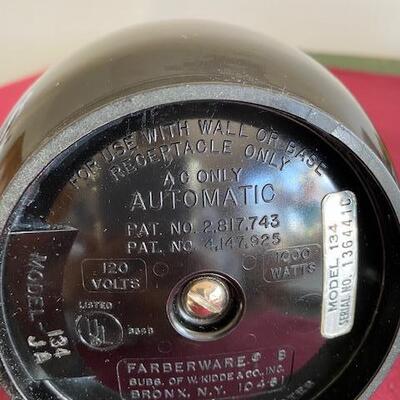 FOR USE WITH WALL OR BASE
RECEPTACLE ONLY
AC ONLY
AUTOMATIC
PAT. NO. 2,817,743
PAT. NO. 4,147,925
120
VOLTS
1000
WATTS
MODEL 134
SERIAL NO. 136441C
MODEL-
134
JA
LISTED
UL
FARBERWARE® B
SUBS. OF W. KIDDE & CO., INC.
BRONX, N.Y. 10461